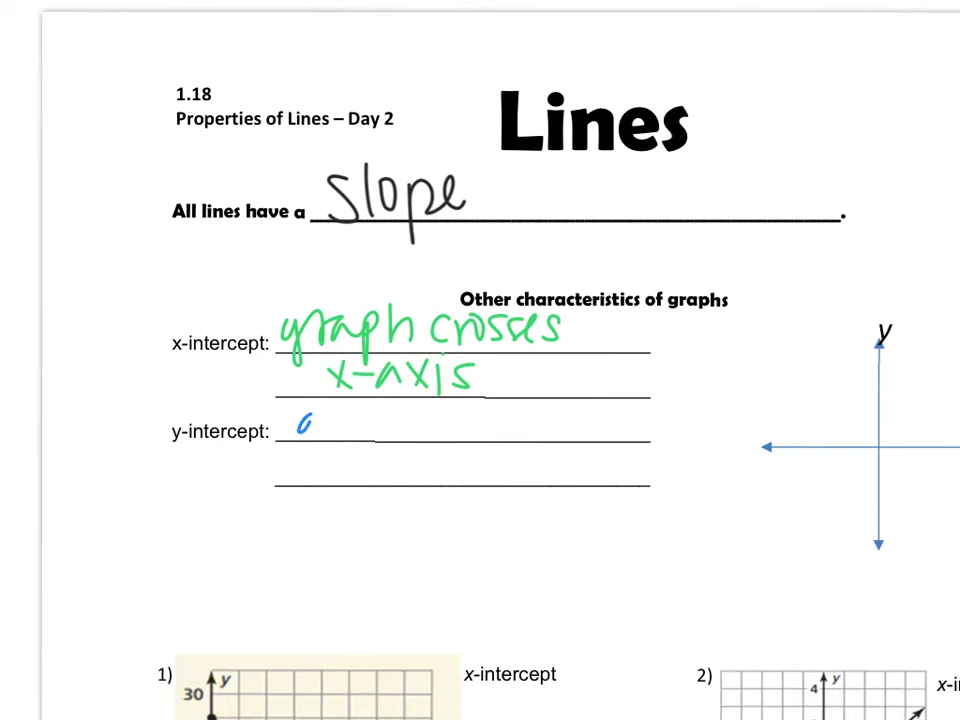 1.18
Properties of Lines – Day 2
Lines
All lines have a slope.
Other characteristics of graphs
x-intercept: graph crosses
x-axis
y-intercept:
y
1)
30
y
x-intercept
2)
4
y